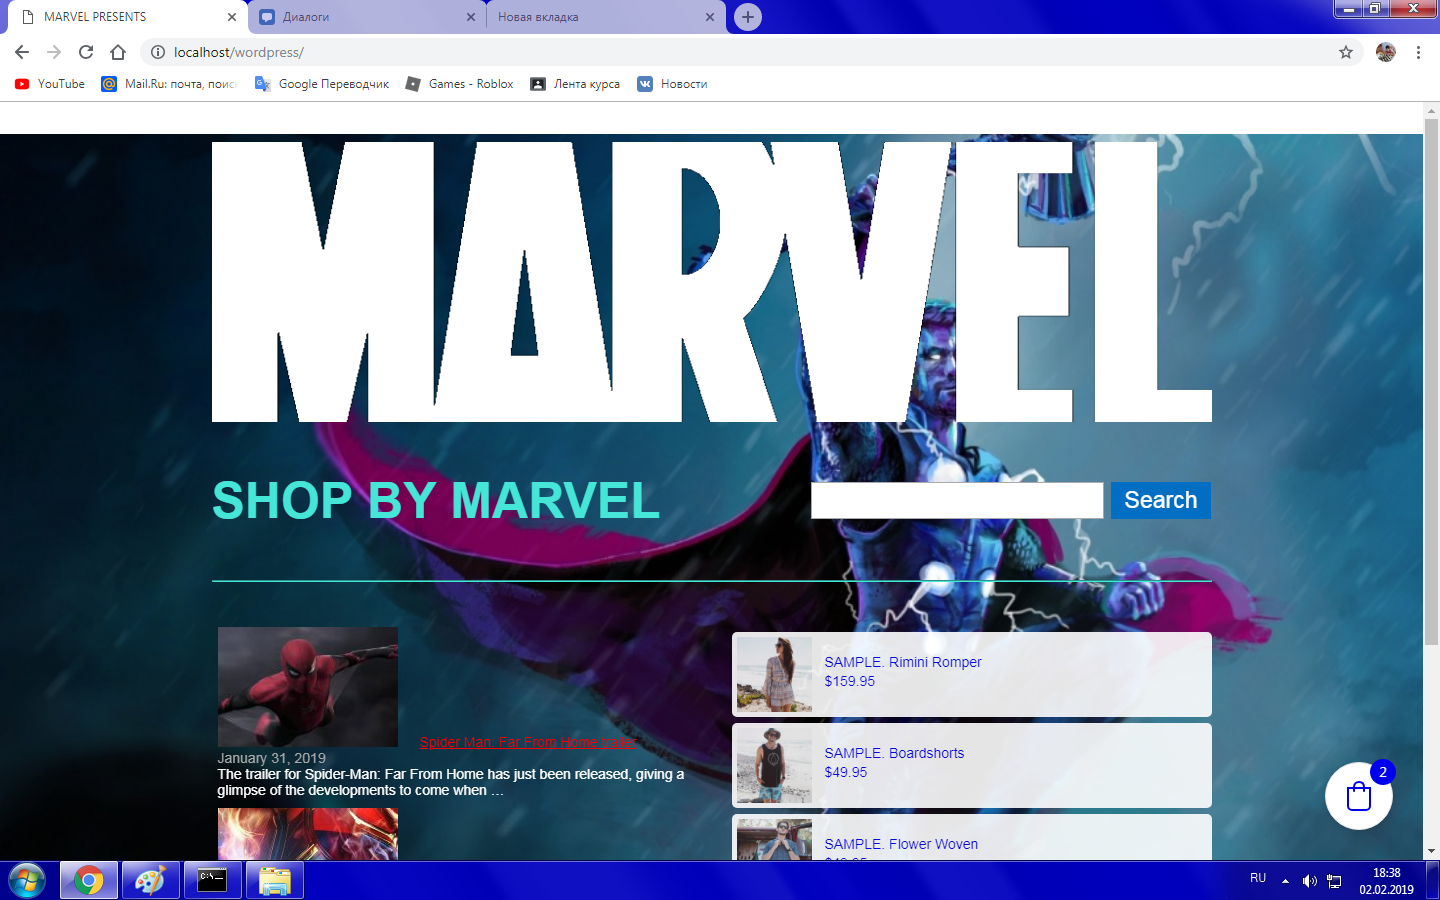 MARVEL PRESENTS
Диалоги
Новая вкладка
localhost/wordpress/
YouTube
Mail.Ru: почта, поис
Google Переводчик
Games - Roblox
Лента курса
Новости
MARVEL
SHOP BY MARVEL
Search
Spider Man: Far From Home trailer
January 31, 2019
The trailer for Spider-Man: Far From Home has just been released, giving a
glimpse of the developments to come when …
SAMPLE. Rimini Romper
$159.95
SAMPLE. Boardshorts
$49.95
SAMPLE. Flower Woven
2
RU
18:38
02.02.2019